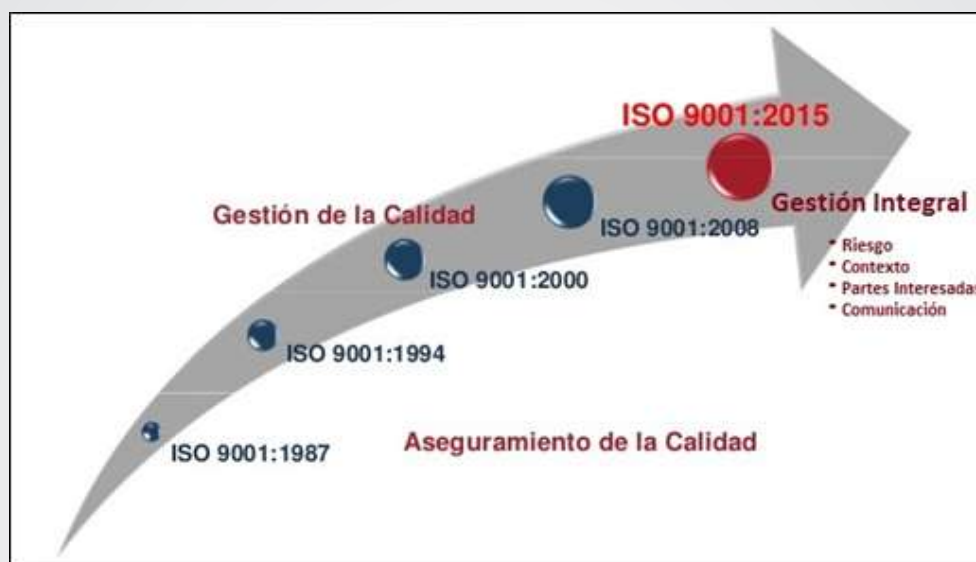 ISO 9001:2015
Gestión Integral
* Riesgo
* Contexto
* Partes Interesadas
* Comunicación
Gestión de la Calidad
ISO 9001:2008
ISO 9001:2000
ISO 9001:1994
Aseguramiento de la Calidad
ISO 9001:1987